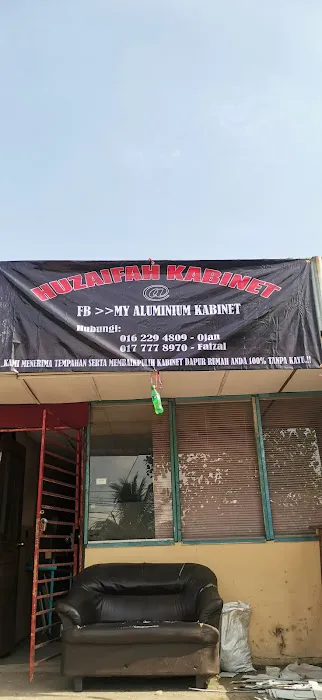 HUZAIFAH KABINET
@
FB >>MY ALUMINIUM KABINET
Hubungi:
016 229 4809 - Ojan
017 777 8970 - Faizal
KAMI MENERIMA TEMPAHAN SERTA MEMBAIKPULIH KABINET DAPUR RUMAH ANDA 100% TANPA KAYU.!!